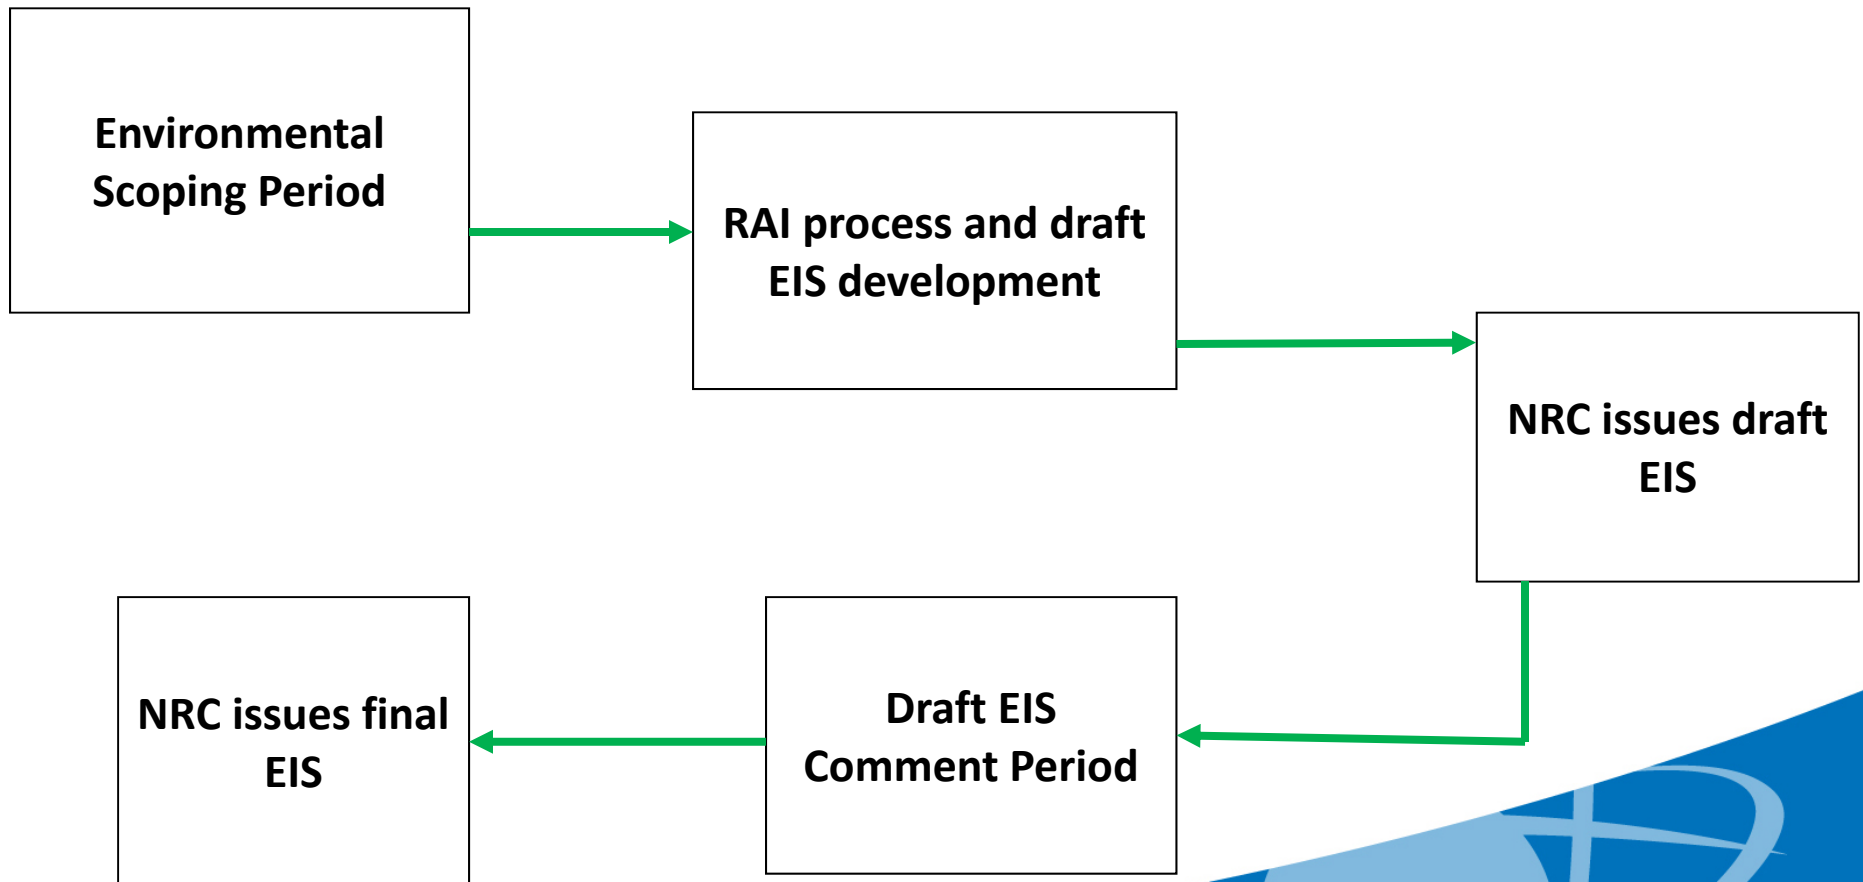 Environmental
Scoping Period
RAI process and draft
EIS development
NRC issues draft
EIS
Draft EIS
Comment Period
NRC issues final
EIS